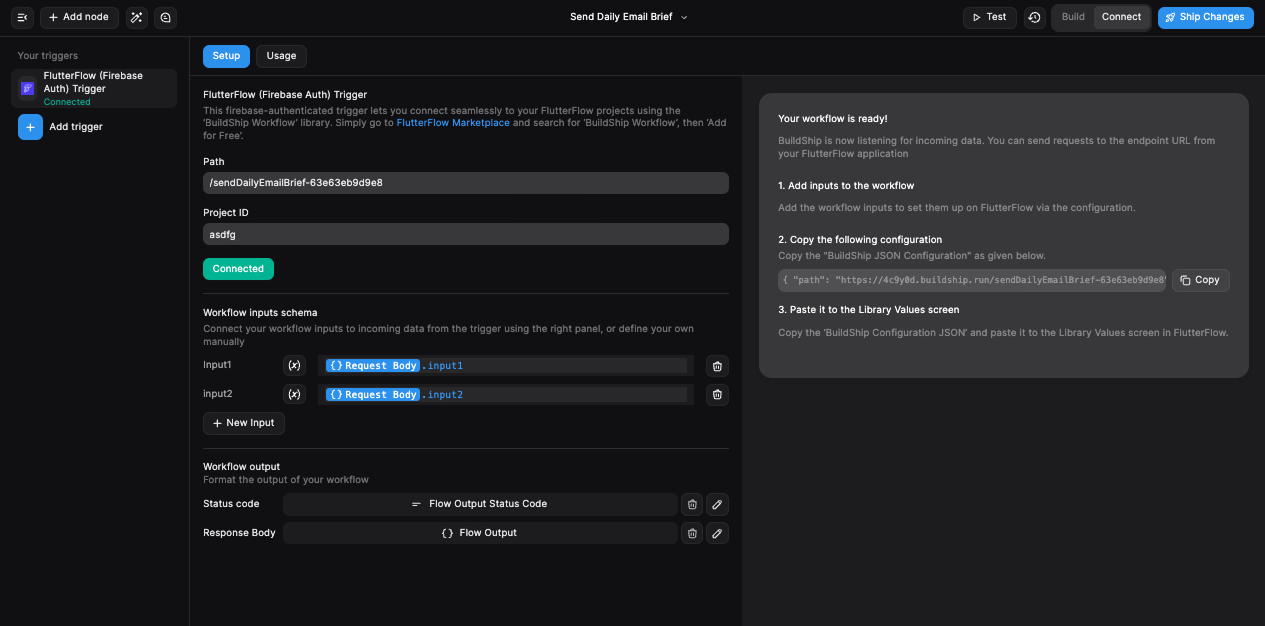 Add node
Send Daily Email Brief
Test
Build
Connect
Ship Changes
Your triggers
FlutterFlow (Firebase
Auth) Trigger
Connected
Add trigger
Setup
Usage
FlutterFlow (Firebase Auth) Trigger
This firebase-authenticated trigger lets you connect seamlessly to your FlutterFlow projects using the
'BuildShip Workflow' library. Simply go to FlutterFlow Marketplace and search for 'BuildShip Workflow', then 'Add
for Free'.
Path
/sendDailyEmailBrief-63e63eb9d9e8
Project ID
asdfg
Connected
Workflow inputs schema
Connect your workflow inputs to incoming data from the trigger using the right panel, or define your own
manually
Input1
(x)
{} Request Body.input1
input2
(x)
{} Request Body.input2
New Input
Workflow output
Format the output of your workflow
Status code
Flow Output Status Code
Response Body
{} Flow Output
Your workflow is ready!
BuildShip is now listening for incoming data. You can send requests to the endpoint URL from
your FlutterFlow application
1. Add inputs to the workflow
Add the workflow inputs to set them up on FlutterFlow via the configuration.
2. Copy the following configuration
Copy the "BuildShip JSON Configuration" as given below.
{ "path": "https://4c9y0d.buildship.run/sendDailyEmailBrief-63e63eb9d9e8"
Copy
3. Paste it to the Library Values screen
Copy the 'BuildShip Configuration JSON' and paste it to the Library Values screen in FlutterFlow.